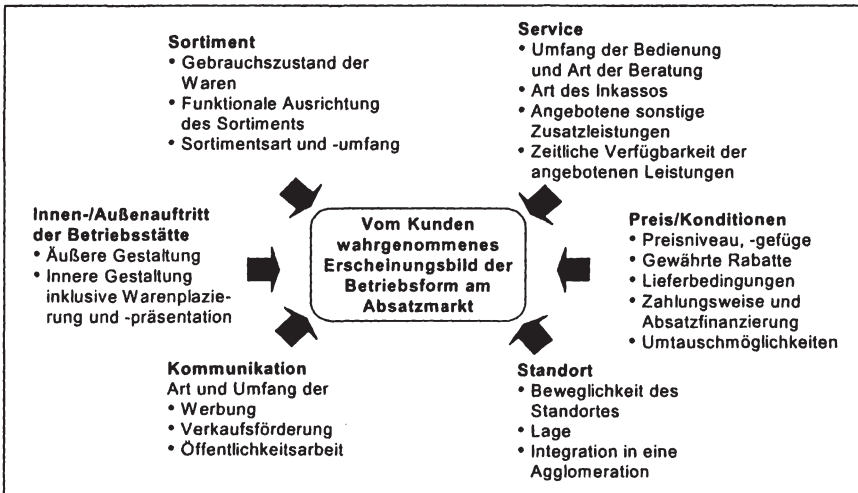 Sortiment
• Gebrauchszustand der
Waren
• Funktionale Ausrichtung
des Sortiments
• Sortimentsart und -umfang
Service
• Umfang der Bedienung
und Art der Beratung
• Art des Inkassos
• Angebotene sonstige
Zusatzleistungen
• Zeitliche Verfügbarkeit der
angebotenen Leistungen
Innen-/Außenauftritt
der Betriebsstätte
• Äußere Gestaltung
• Innere Gestaltung
inklusive Warenplazie-
rung und -präsentation
Vom Kunden
wahrgenommenes
Erscheinungsbild der
Betriebsform am
Absatzmarkt
Preis/Konditionen
• Preisniveau, -gefüge
• Gewährte Rabatte
• Lieferbedingungen
• Zahlungsweise und
Absatzfinanzierung
• Umtauschmöglichkeiten
Kommunikation
Art und Umfang der
• Werbung
• Verkaufsförderung
• Öffentlichkeitsarbeit
Standort
• Beweglichkeit des
Standortes
• Lage
• Integration in eine
Agglomeration